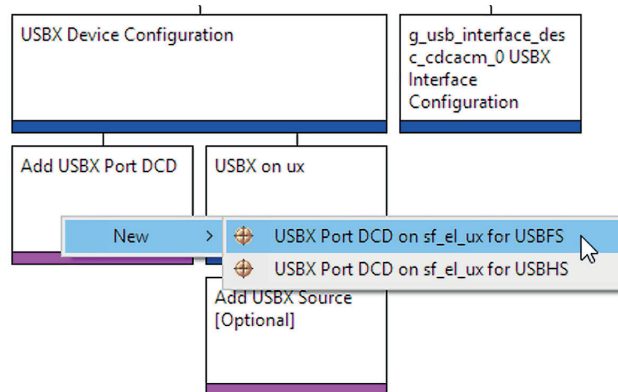 USBX Device Configuration
g_usb_interface_des
c_cdcacm_0 USBX
Interface
Configuration
Add USBX Port DCD
USBX on ux
New >
USBX Port DCD on sf_el_ux for USBFS
USBX Port DCD on sf_el_ux for USBHS
Add USBX Source
[Optional]